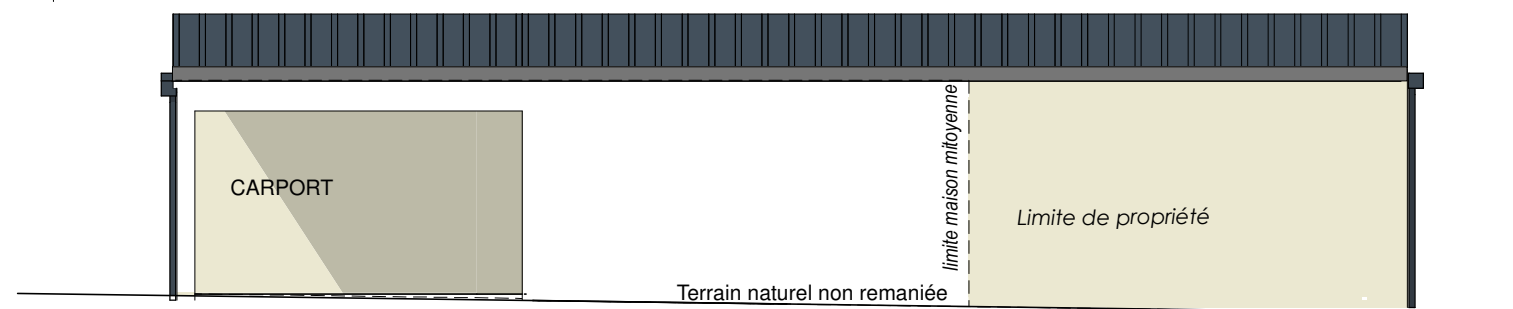 CARPORT
limite maison mitoyenne
Limite de propriété
Terrain naturel non remaniée